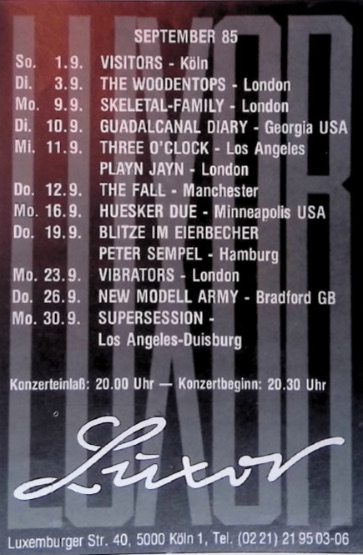 LUXOR
SEPTEMBER 85
So. 1.9. VISITORS - Köln
Di. 3.9. THE WOODENTOPS - London
Mo. 9.9. SKELETAL-FAMILY - London
Di. 10.9. GUADALCANAL DIARY - Georgia USA
Mi. 11.9. THREE O'CLOCK - Los Angeles
PLAYN JAYN - London
Do. 12.9. THE FALL - Manchester
Mo. 16.9. HUESKER DUE - Minneapolis USA
Do. 19.9. BLITZE IM EIERBECHER
PETER SEMPEL - Hamburg
Mo. 23.9. VIBRATORS - London
Do. 26.9. NEW MODELL ARMY - Bradford GB
Mo. 30.9. SUPERSESSION -
Los Angeles-Duisburg
Konzerteinlaß: 20.00 Uhr — Konzertbeginn: 20.30 Uhr
Luxor
Luxemburger Str. 40, 5000 Köln 1, Tel. (02 21) 21 95 03-06